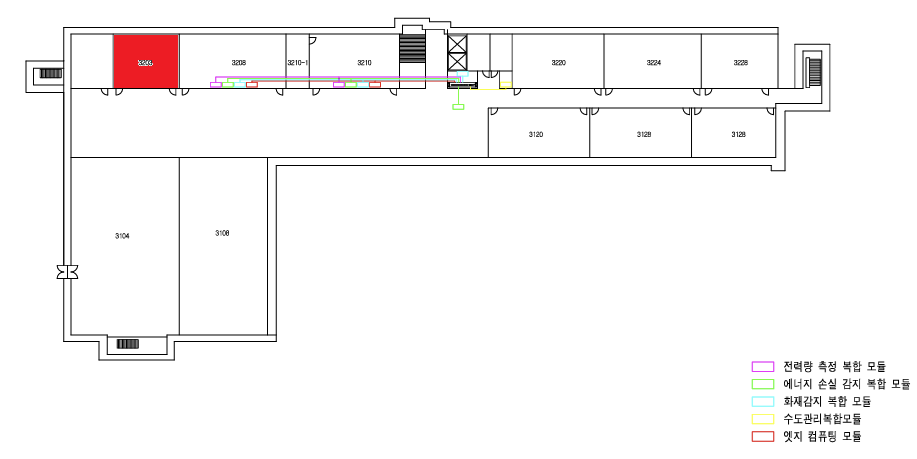 3203
3208
3210-1
3210
3220
3224
3228
3120
3128
3128
3104
3108
전력량 측정 복합 모듈
에너지 손실 감지 복합 모듈
화재감지 복합 모듈
수도관리복합모듈
엣지 컴퓨팅 모듈